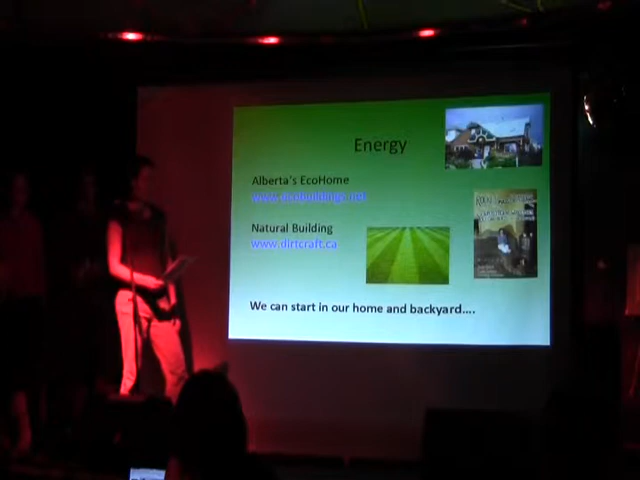 Energy
Alberta's EcoHome
www.ecobuildings.net
Natural Building
www.dirtcraft.ca
We can start in our home and backyard....